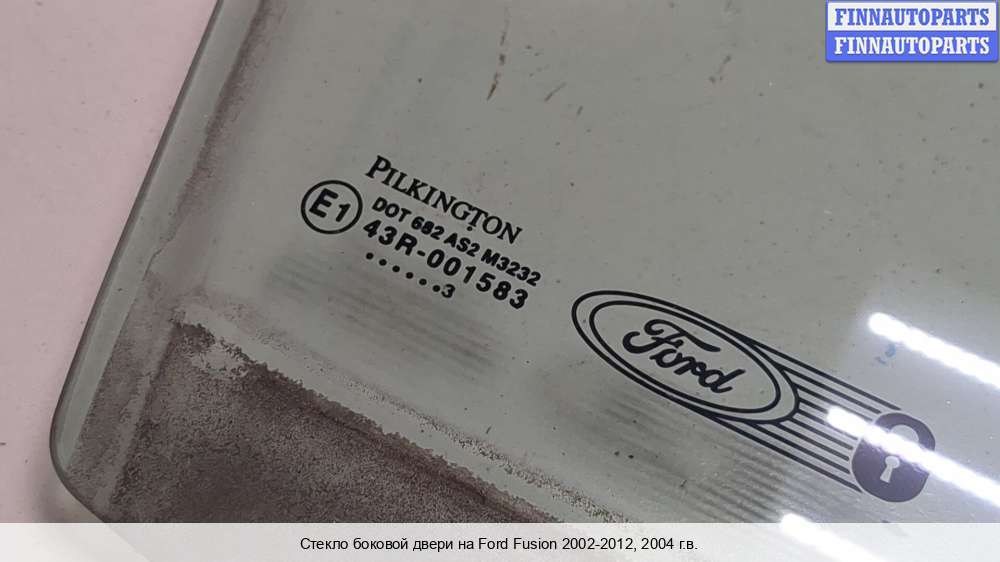 FINNAUTOPARTS
FINNAUTOPARTS
PILKINGTON
E1
DOT 682 AS2 M3232
43R-001583
......3
Ford
Стекло боковой двери на Ford Fusion 2002-2012, 2004 г.в.